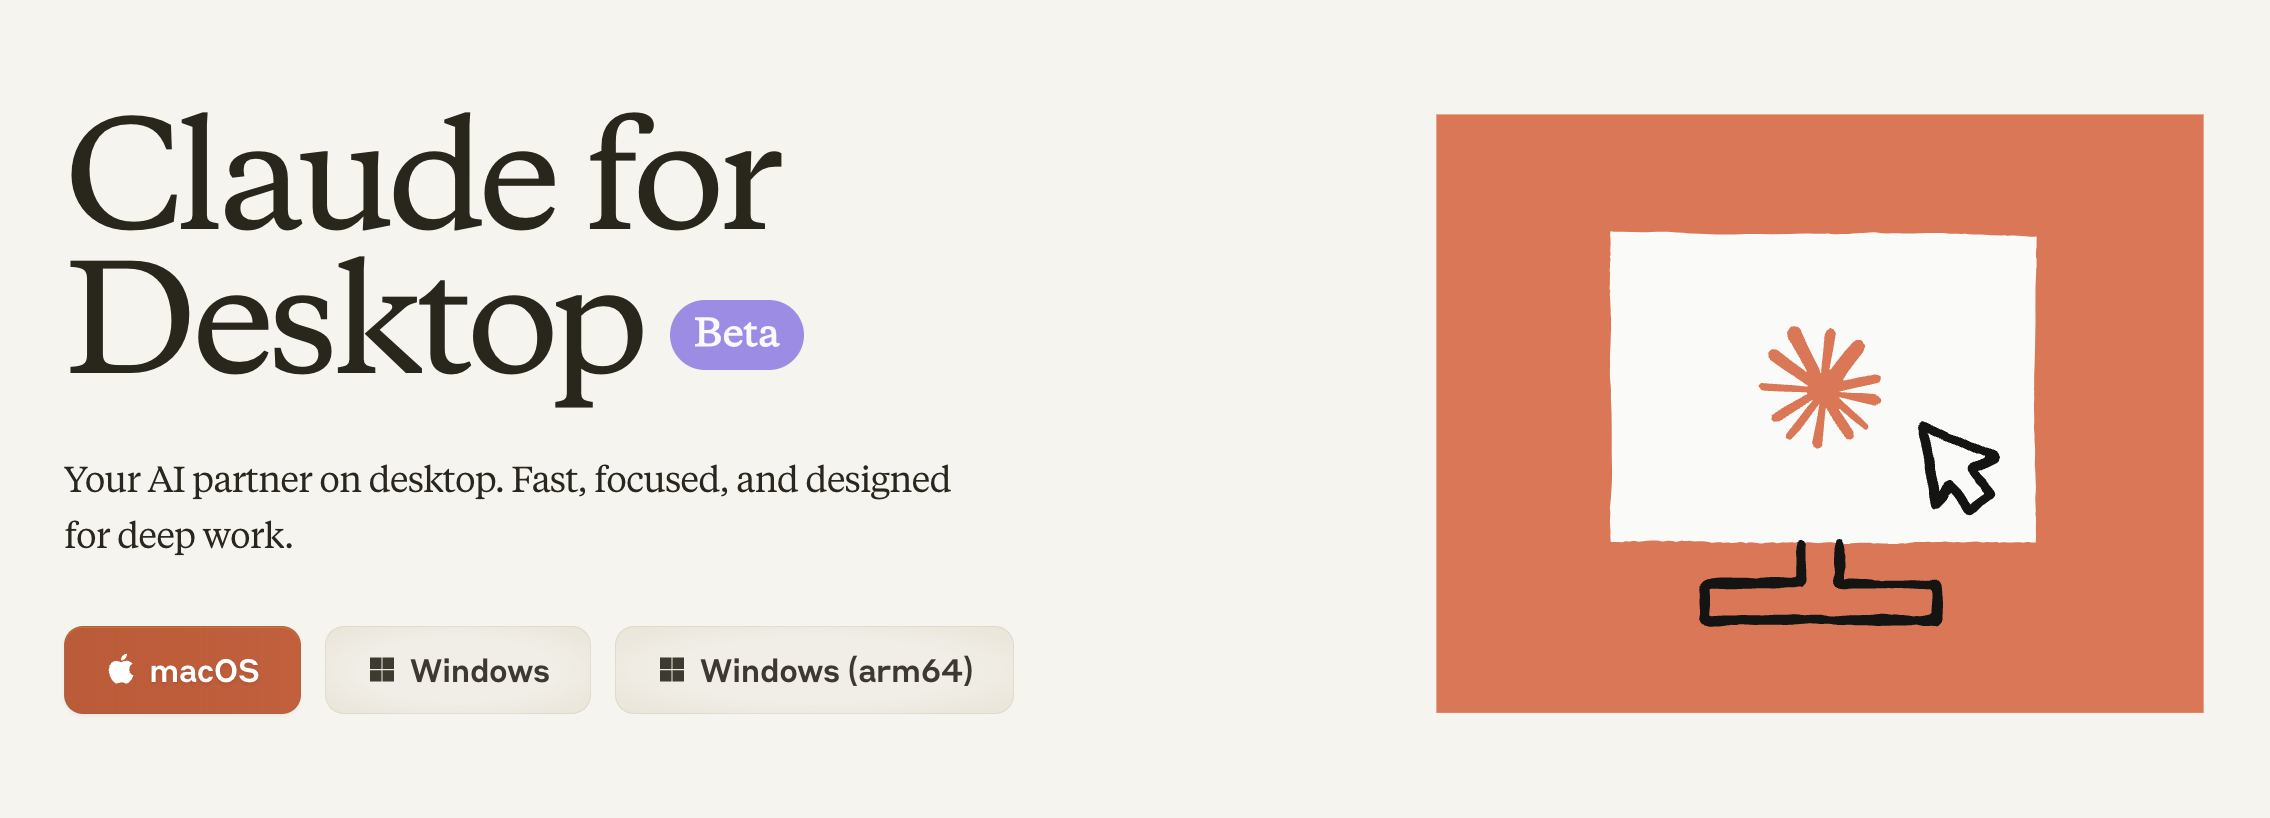 Claude for
Desktop Beta
Your AI partner on desktop. Fast, focused, and designed
for deep work.
macOS Windows Windows (arm64)